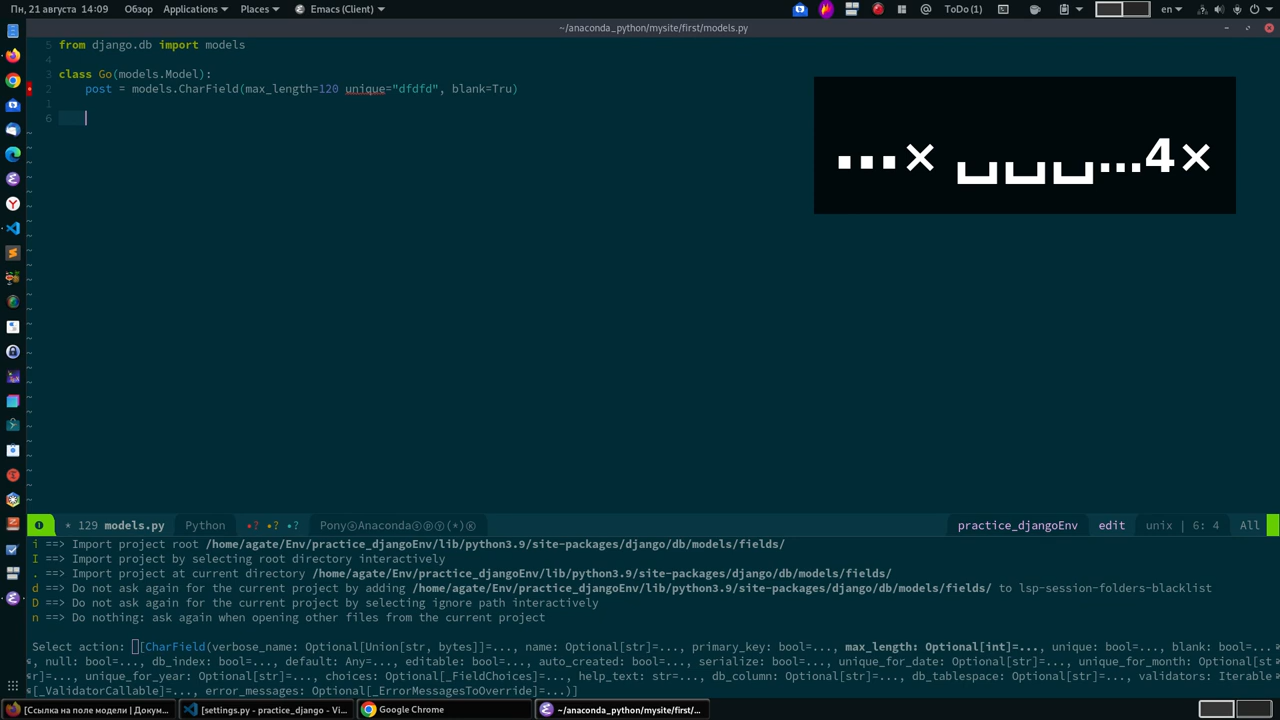 Пн, 21 августа 14:09 Обзор Applications Places Emacs (Client) ToDo (1) en
~/anaconda_python/mysite/first/models.py
5 from django.db import models
4
3 class Go(models.Model):
2 post = models.CharField(max_length=120 unique="dfdfd", blank=Tru)
1
6
...× ␣␣␣...4×
* 129 models.py Python •? •? •? PonyⓐAnacondaⓢⓟⓨ(*)Ⓚ practice_djangoEnv edit unix | 6: 4 All
i ==> Import project root /home/agate/Env/practice_djangoEnv/lib/python3.9/site-packages/django/db/models/fields/
I ==> Import project by selecting root directory interactively
. ==> Import project at current directory /home/agate/Env/practice_djangoEnv/lib/python3.9/site-packages/django/db/models/fields/
d ==> Do not ask again for the current project by adding /home/agate/Env/practice_djangoEnv/lib/python3.9/site-packages/django/db/models/fields/ to lsp-session-folders-blacklist
D ==> Do not ask again for the current project by selecting ignore path interactively
n ==> Do nothing: ask again when opening other files from the current project
Select action: [CharField(verbose_name: Optional[Union[str, bytes]]=..., name: Optional[str]=..., primary_key: bool=..., max_length: Optional[int]=..., unique: bool=..., blank: bool=...
, null: bool=..., db_index: bool=..., default: Any=..., editable: bool=..., auto_created: bool=..., serialize: bool=..., unique_for_date: Optional[str]=..., unique_for_month: Optional[st
r]=..., unique_for_year: Optional[str]=..., choices: Optional[_FieldChoices]=..., help_text: str=..., db_column: Optional[str]=..., db_tablespace: Optional[str]=..., validators: Iterable
[_ValidatorCallable]=..., error_messages: Optional[_ErrorMessagesToOverride]=...)]
[Ссылка на поле модели | Докум... [settings.py - practice_django - Vi... Google Chrome ~/anaconda_python/mysite/first/...